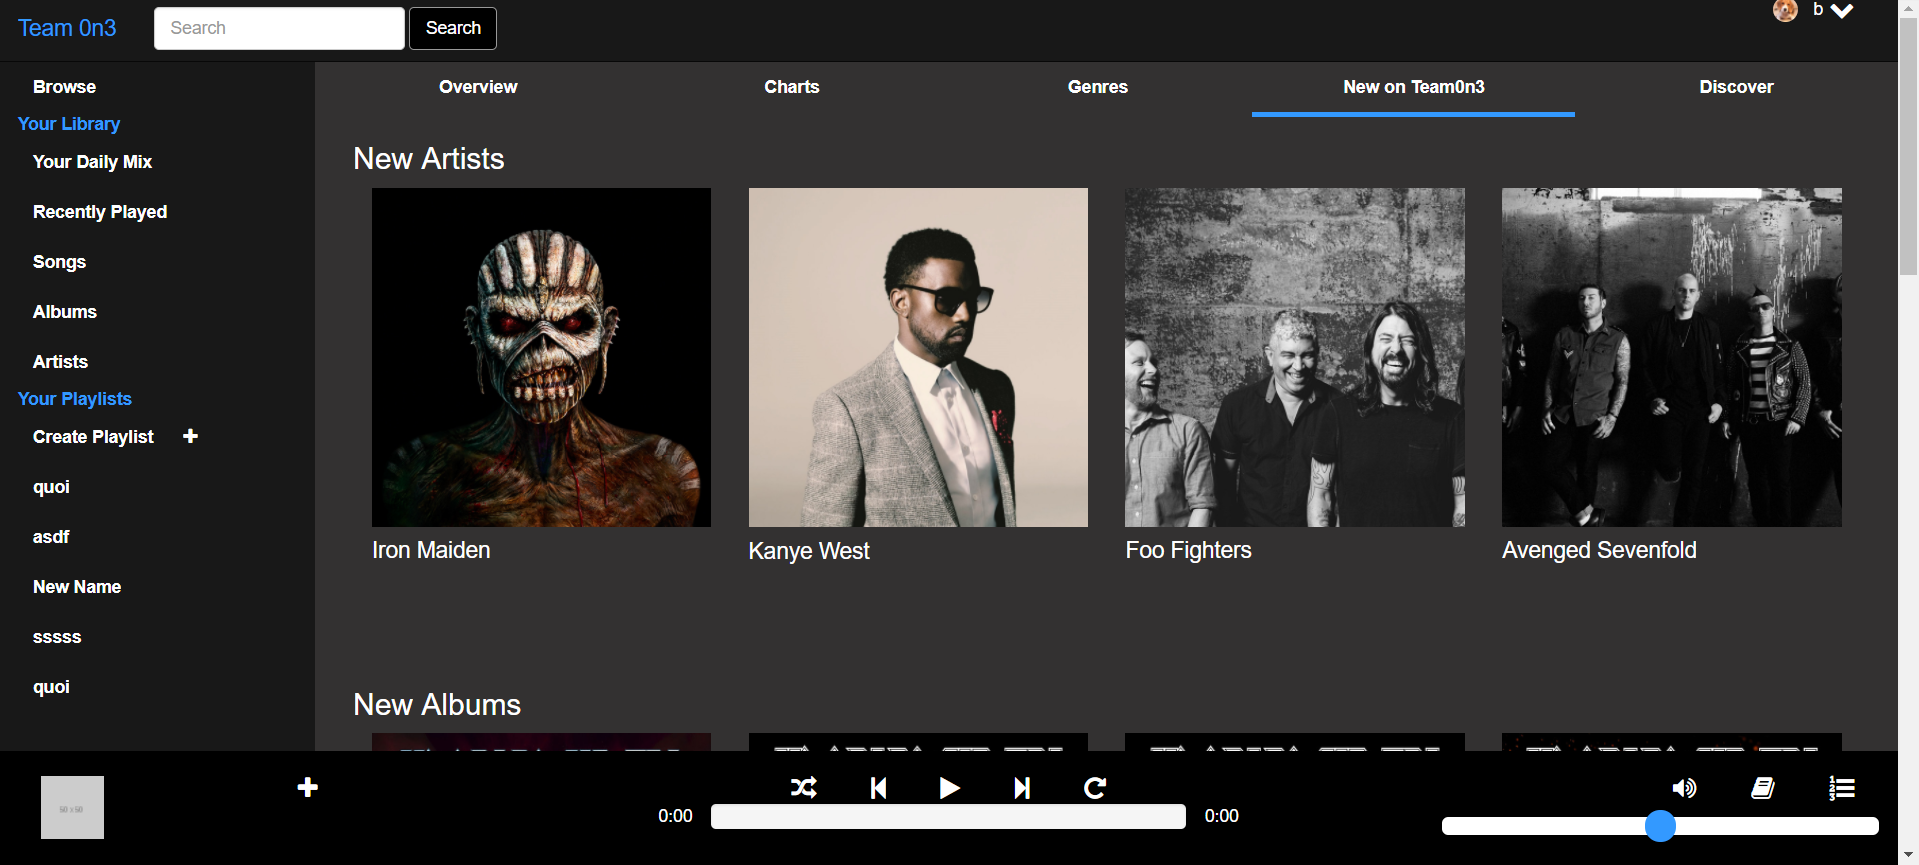 Team 0n3
Search
Search
b
Browse
Your Library
Your Daily Mix
Recently Played
Songs
Albums
Artists
Your Playlists
Create Playlist
quoi
asdf
New Name
sssss
quoi
Overview
Charts
Genres
New on Team0n3
Discover
New Artists
Iron Maiden
Kanye West
Foo Fighters
Avenged Sevenfold
New Albums
50 x 50
0:00
0:00